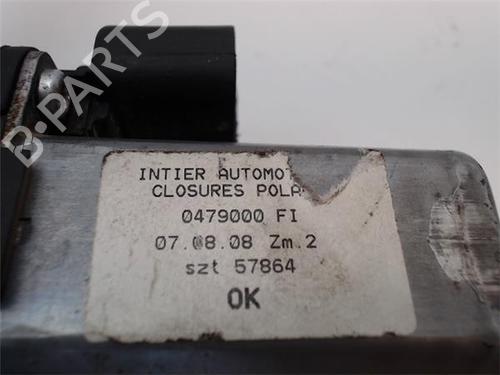 B-PARTS
INTIER AUTOMOT
CLOSURES POLA
0479000 FI
07.08.08 Zm.2
szt 57864
OK